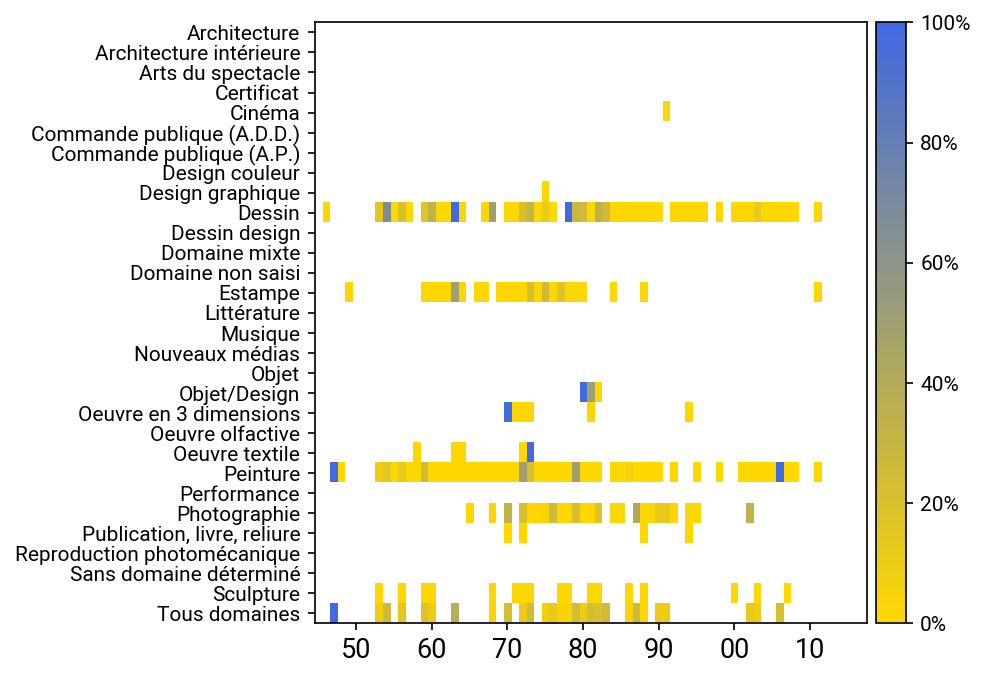 Architecture
Architecture intérieure
Arts du spectacle
Certificat
Cinéma
Commande publique (A.D.D.)
Commande publique (A.P.)
Design couleur
Design graphique
Dessin
Dessin design
Domaine mixte
Domaine non saisi
Estampe
Littérature
Musique
Nouveaux médias
Objet
Objet/Design
Oeuvre en 3 dimensions
Oeuvre olfactive
Oeuvre textile
Peinture
Performance
Photographie
Publication, livre, reliure
Reproduction photomécanique
Sans domaine déterminé
Sculpture
Tous domaines
50 60 70 80 90 00 10
100%
80%
60%
40%
20%
0%